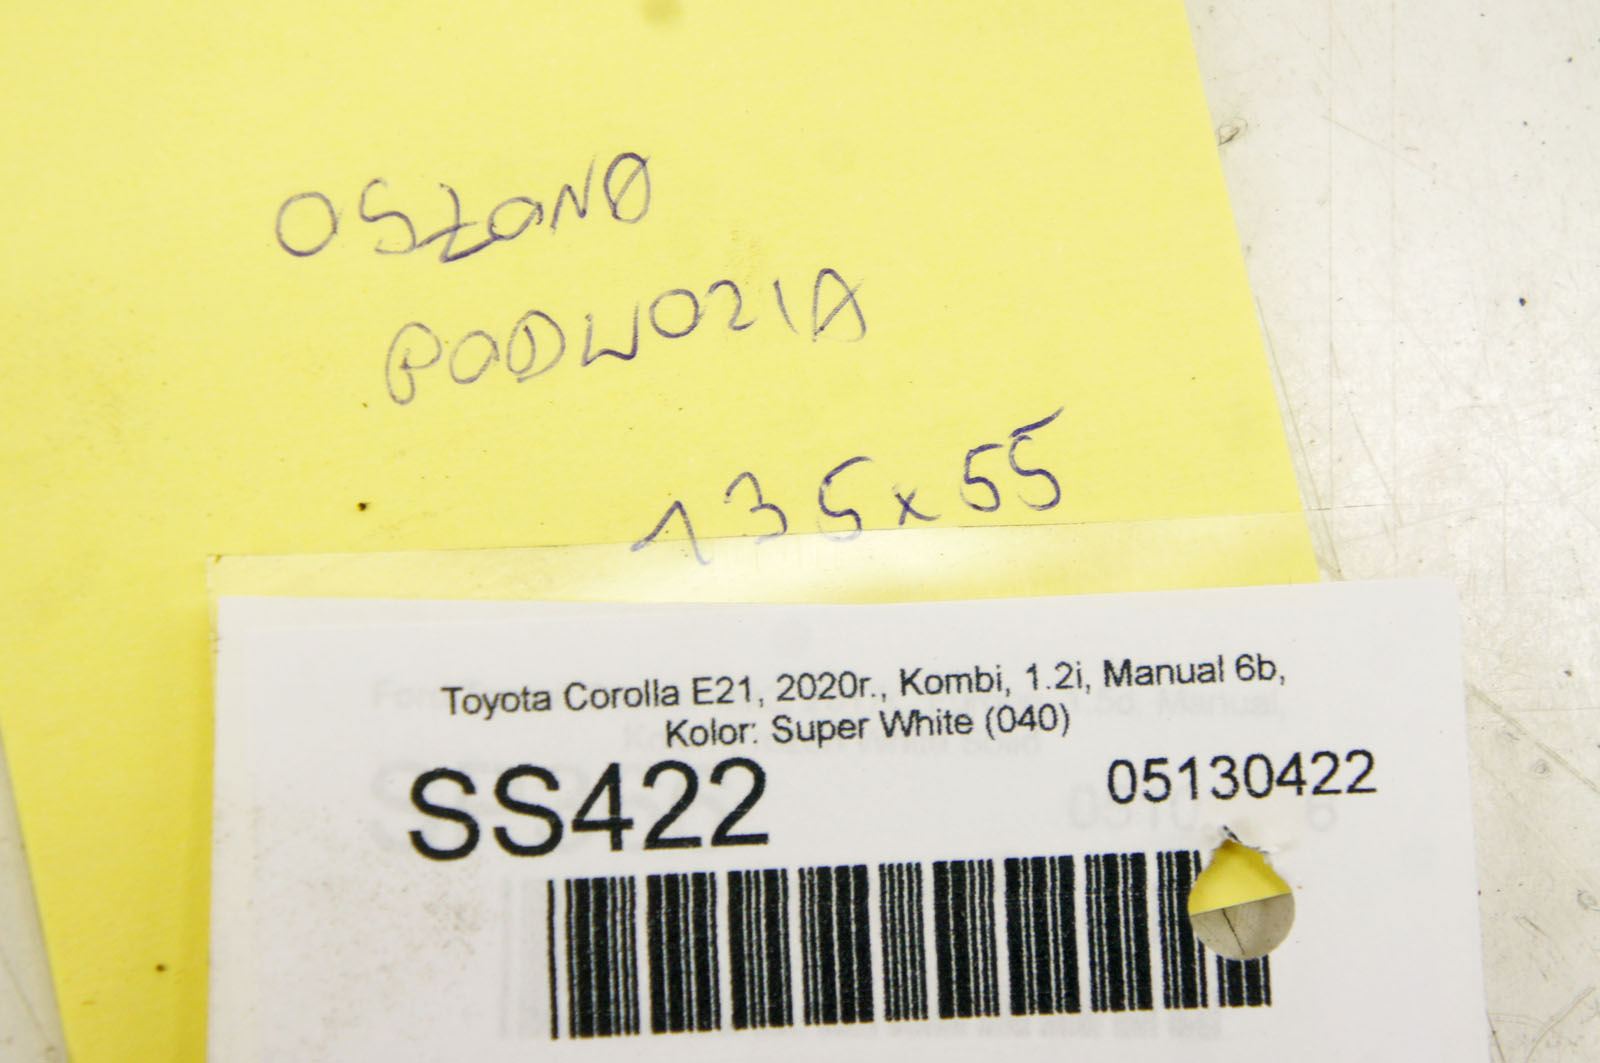 OSŁONA
PODWOZIA
135x55
Toyota Corolla E21, 2020r., Kombi, 1.2i, Manual 6b,
Kolor: Super White (040)
SS422 05130422